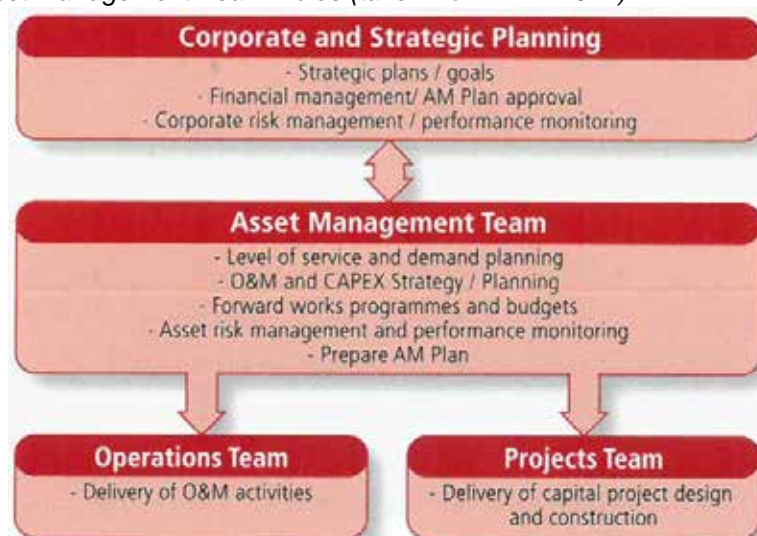 Corporate and Strategic Planning
- Strategic plans / goals
- Financial management/ AM Plan approval
- Corporate risk management / performance monitoring
Asset Management Team
- Level of service and demand planning
- O&M and CAPEX Strategy / Planning
- Forward works programmes and budgets
- Asset risk management and performance monitoring
- Prepare AM Plan
Operations Team
- Delivery of O&M activities
Projects Team
- Delivery of capital project design
and construction